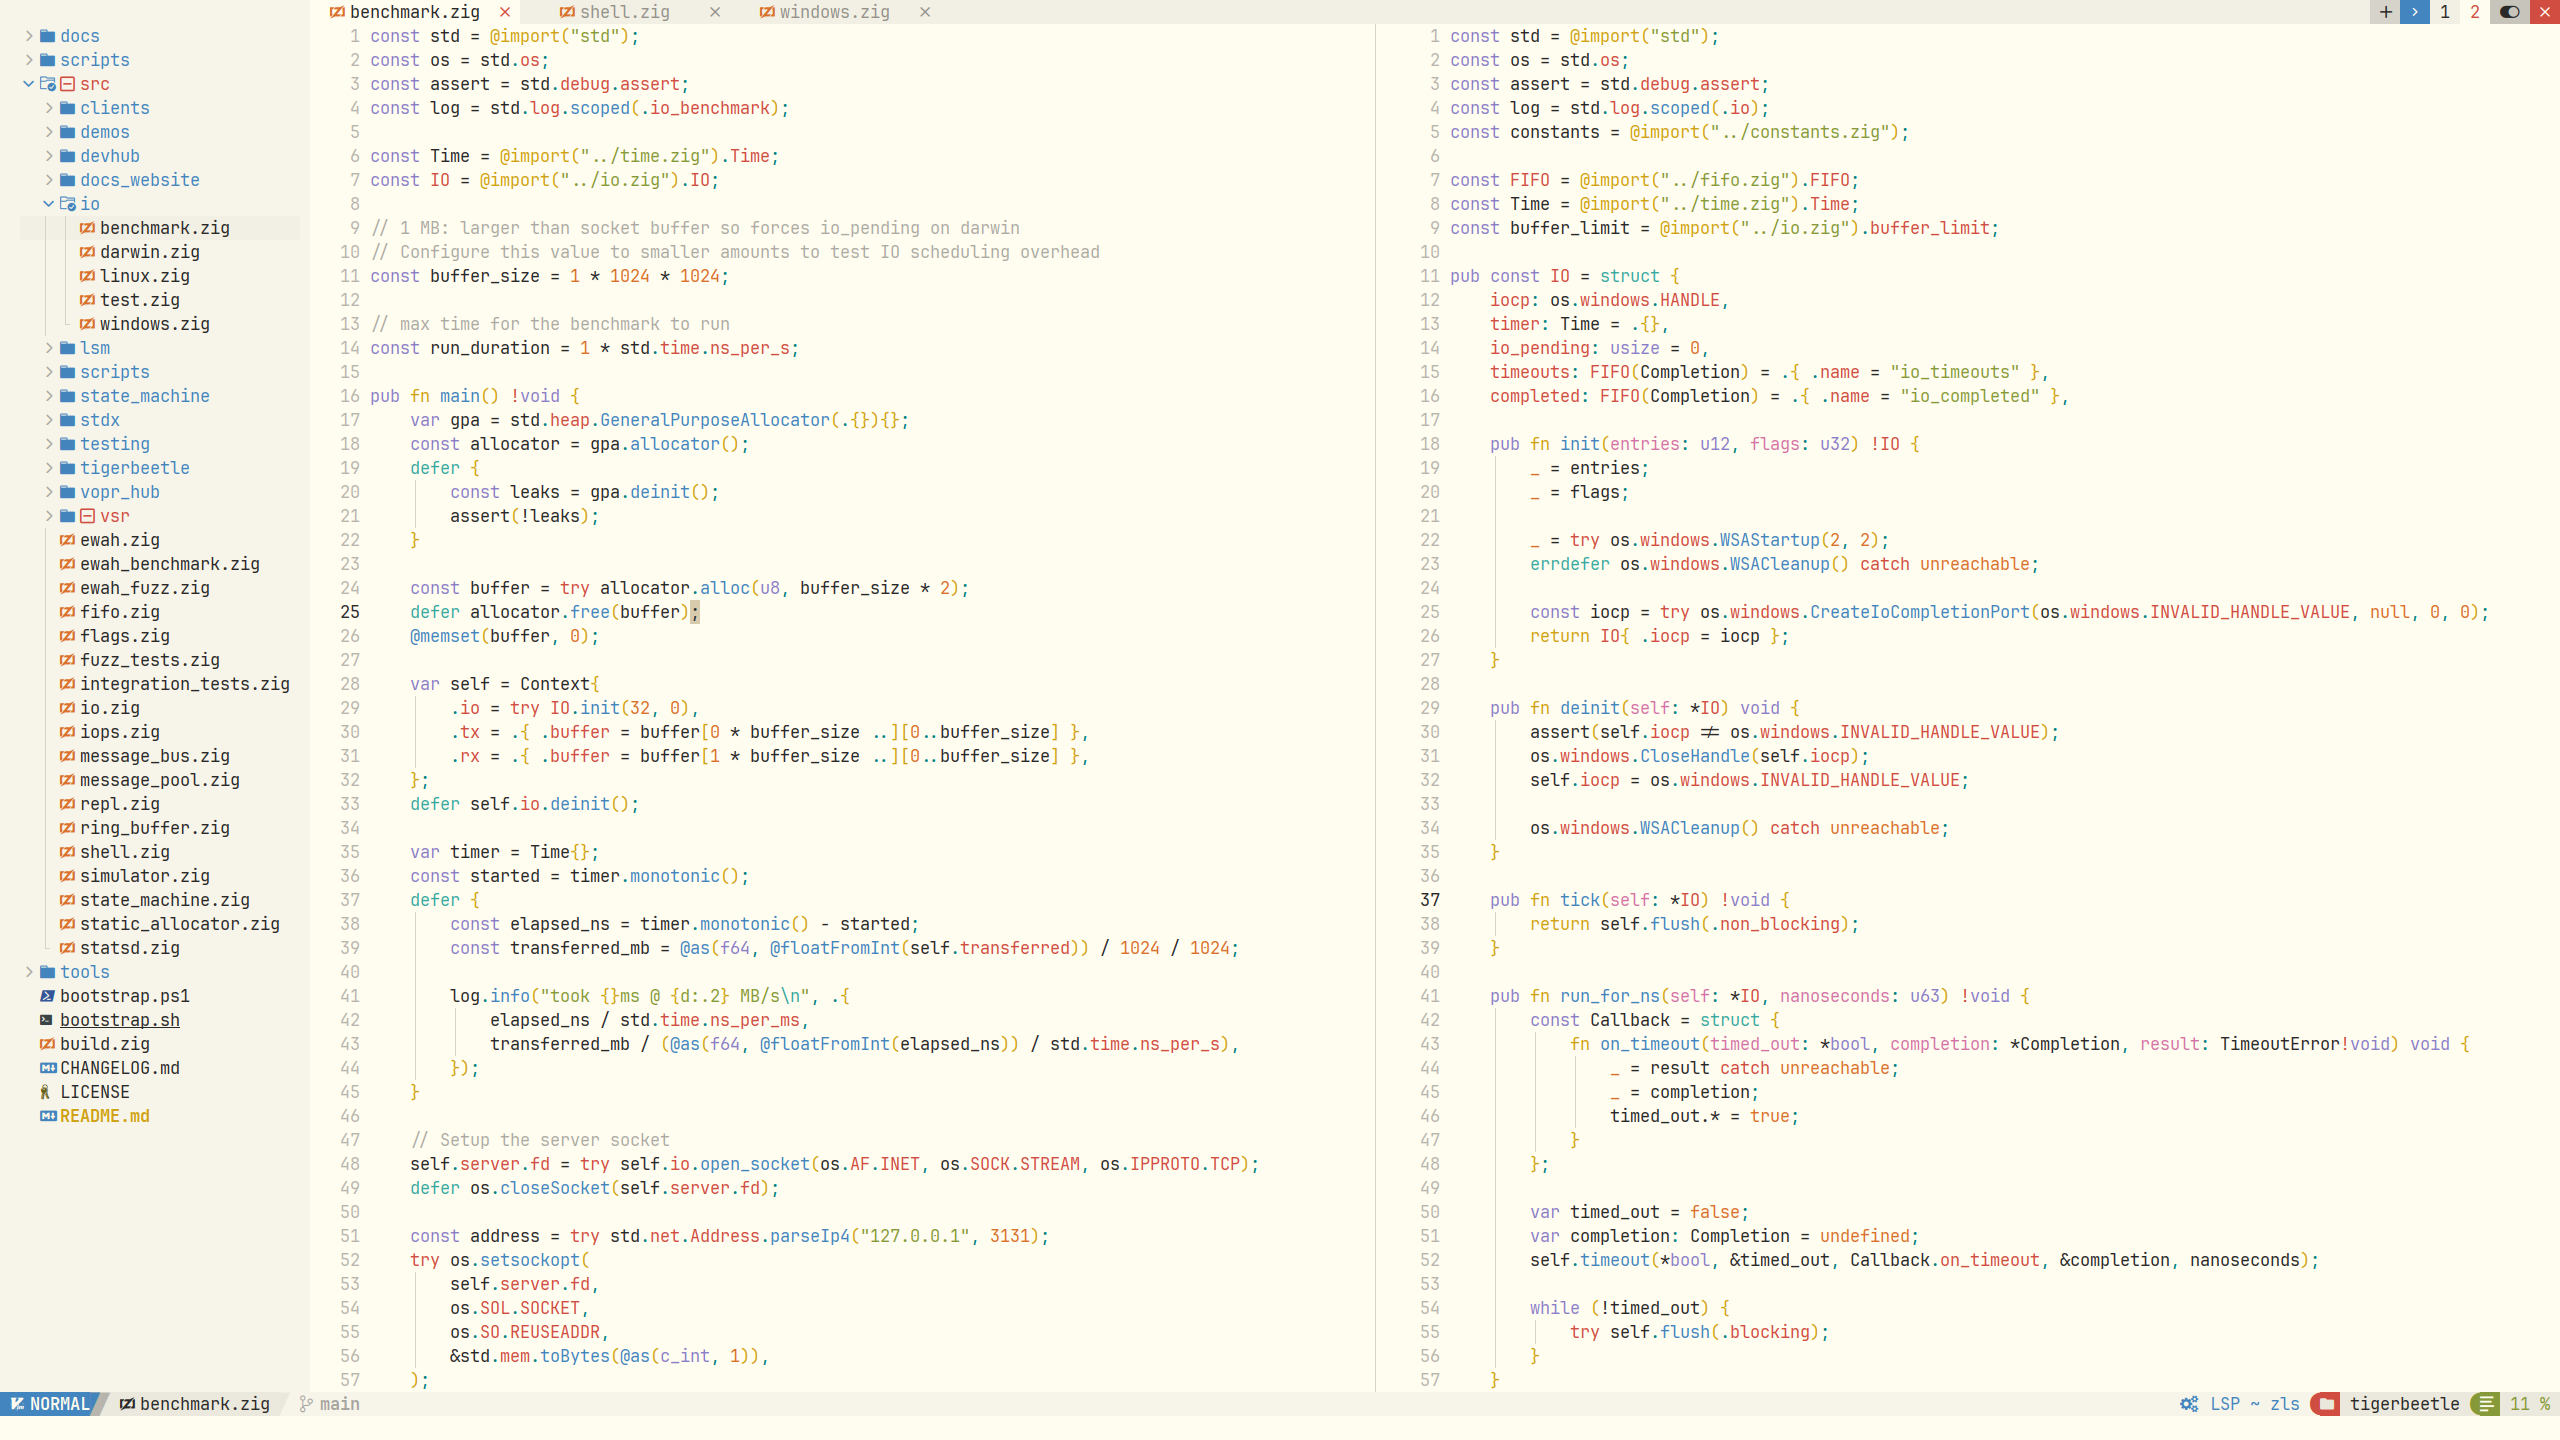 benchmark.zig
shell.zig
windows.zig
1
2
docs
scripts
src
clients
demos
devhub
docs_website
io
benchmark.zig
darwin.zig
linux.zig
test.zig
windows.zig
lsm
scripts
state_machine
stdx
testing
tigerbeetle
vopr_hub
vsr
ewah.zig
ewah_benchmark.zig
ewah_fuzz.zig
fifo.zig
flags.zig
fuzz_tests.zig
integration_tests.zig
io.zig
iops.zig
message_bus.zig
message_pool.zig
repl.zig
ring_buffer.zig
shell.zig
simulator.zig
state_machine.zig
static_allocator.zig
statsd.zig
tools
bootstrap.ps1
bootstrap.sh
build.zig
CHANGELOG.md
LICENSE
README.md
1 const std = @import("std");
2 const os = std.os;
3 const assert = std.debug.assert;
4 const log = std.log.scoped(.io_benchmark);
5
6 const Time = @import("../time.zig").Time;
7 const IO = @import("../io.zig").IO;
8
9 // 1 MB: larger than socket buffer so forces io_pending on darwin
10 // Configure this value to smaller amounts to test IO scheduling overhead
11 const buffer_size = 1 * 1024 * 1024;
12
13 // max time for the benchmark to run
14 const run_duration = 1 * std.time.ns_per_s;
15
16 pub fn main() !void {
17     var gpa = std.heap.GeneralPurposeAllocator(.{}){};
18     const allocator = gpa.allocator();
19     defer {
20         const leaks = gpa.deinit();
21         assert(!leaks);
22     }
23
24     const buffer = try allocator.alloc(u8, buffer_size * 2);
25     defer allocator.free(buffer);
26     @memset(buffer, 0);
27
28     var self = Context{
29         .io = try IO.init(32, 0),
30         .tx = .{ .buffer = buffer[0 * buffer_size ..][0..buffer_size] },
31         .rx = .{ .buffer = buffer[1 * buffer_size ..][0..buffer_size] },
32     };
33     defer self.io.deinit();
34
35     var timer = Time{};
36     const started = timer.monotonic();
37     defer {
38         const elapsed_ns = timer.monotonic() - started;
39         const transferred_mb = @as(f64, @floatFromInt(self.transferred)) / 1024 / 1024;
40
41         log.info("took {}ms @ {d:.2} MB/s\n", .{
42             elapsed_ns / std.time.ns_per_ms,
43             transferred_mb / (@as(f64, @floatFromInt(elapsed_ns)) / std.time.ns_per_s),
44         });
45     }
46
47     // Setup the server socket
48     self.server.fd = try self.io.open_socket(os.AF.INET, os.SOCK.STREAM, os.IPPROTO.TCP);
49     defer os.closeSocket(self.server.fd);
50
51     const address = try std.net.Address.parseIp4("127.0.0.1", 3131);
52     try os.setsockopt(
53         self.server.fd,
54         os.SOL.SOCKET,
55         os.SO.REUSEADDR,
56         &std.mem.toBytes(@as(c_int, 1)),
57     );
1 const std = @import("std");
2 const os = std.os;
3 const assert = std.debug.assert;
4 const log = std.log.scoped(.io);
5 const constants = @import("../constants.zig");
6
7 const FIFO = @import("../fifo.zig").FIFO;
8 const Time = @import("../time.zig").Time;
9 const buffer_limit = @import("../io.zig").buffer_limit;
10
11 pub const IO = struct {
12     iocp: os.windows.HANDLE,
13     timer: Time = .{},
14     io_pending: usize = 0,
15     timeouts: FIFO(Completion) = .{ .name = "io_timeouts" },
16     completed: FIFO(Completion) = .{ .name = "io_completed" },
17
18     pub fn init(entries: u12, flags: u32) !IO {
19         _ = entries;
20         _ = flags;
21
22         _ = try os.windows.WSAStartup(2, 2);
23         errdefer os.windows.WSACleanup() catch unreachable;
24
25         const iocp = try os.windows.CreateIoCompletionPort(os.windows.INVALID_HANDLE_VALUE, null, 0, 0);
26         return IO{ .iocp = iocp };
27     }
28
29     pub fn deinit(self: *IO) void {
30         assert(self.iocp != os.windows.INVALID_HANDLE_VALUE);
31         os.windows.CloseHandle(self.iocp);
32         self.iocp = os.windows.INVALID_HANDLE_VALUE;
33
34         os.windows.WSACleanup() catch unreachable;
35     }
36
37     pub fn tick(self: *IO) !void {
38         return self.flush(.non_blocking);
39     }
40
41     pub fn run_for_ns(self: *IO, nanoseconds: u63) !void {
42         const Callback = struct {
43             fn on_timeout(timed_out: *bool, completion: *Completion, result: TimeoutError!void) void {
44                 _ = result catch unreachable;
45                 _ = completion;
46                 timed_out.* = true;
47             }
48         };
49
50         var timed_out = false;
51         var completion: Completion = undefined;
52         self.timeout(*bool, &timed_out, Callback.on_timeout, &completion, nanoseconds);
53
54         while (!timed_out) {
55             try self.flush(.blocking);
56         }
57     }
NORMAL
benchmark.zig
main
LSP ~ zls
tigerbeetle
11 %